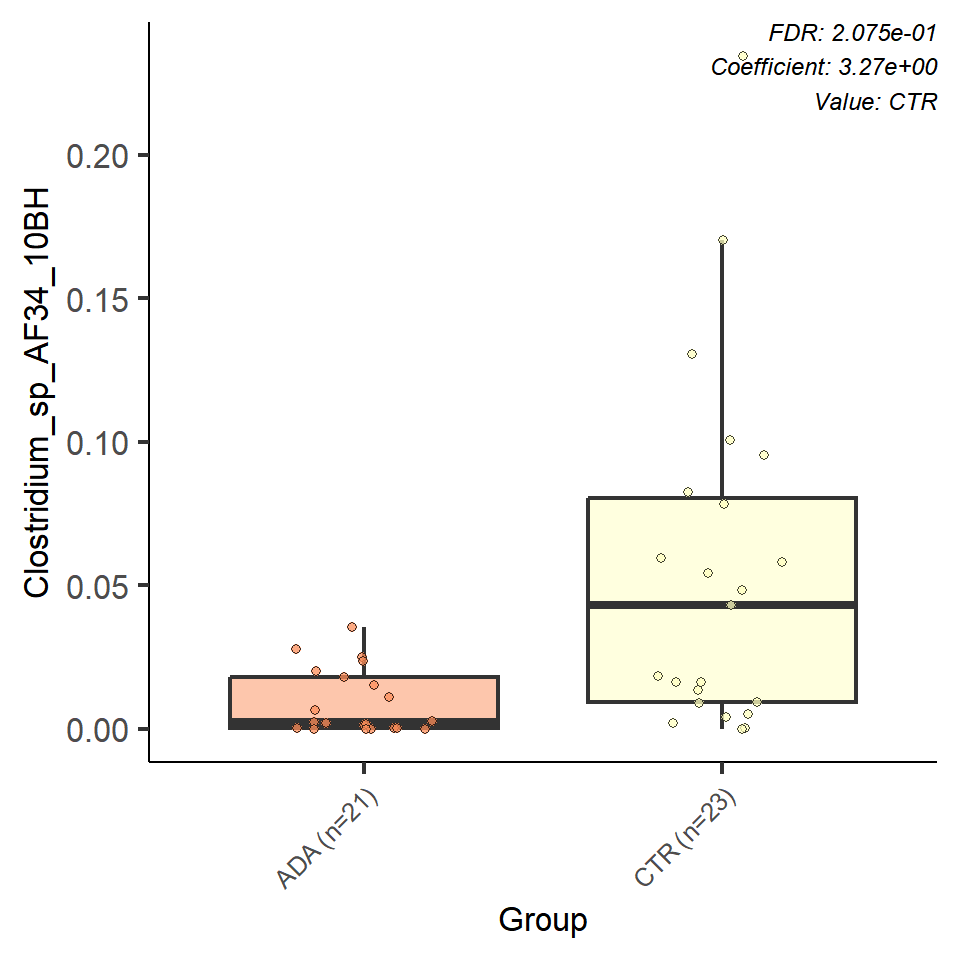 FDR: 2.075e-01
Coefficient: 3.27e+00
Value: CTR
Clostridium_sp_AF34_10BH
0.20
0.15
0.10
0.05
0.00
ADA (n=21)
CTR (n=23)
Group